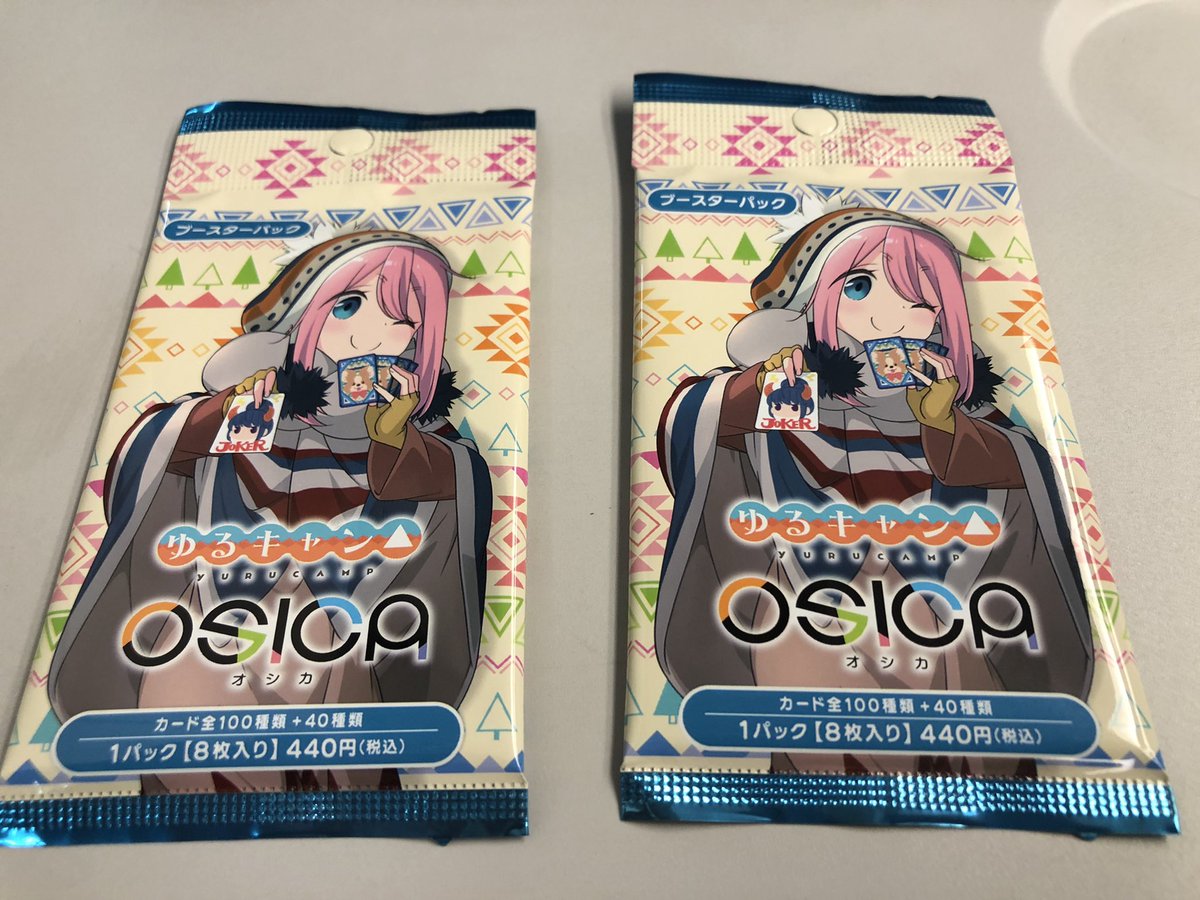 ブースターパック
JOKER
ゆるキャン△
YURUCAMP
OSICA
オシカ
カード全100種類+40種類
1パック【8枚入り】440円(税込)
ブースターパック
JOKER
ゆるキャン△
YURUCAMP
OSICA
オシカ
カード全100種類+40種類
1パック【8枚入り】440円(税込)